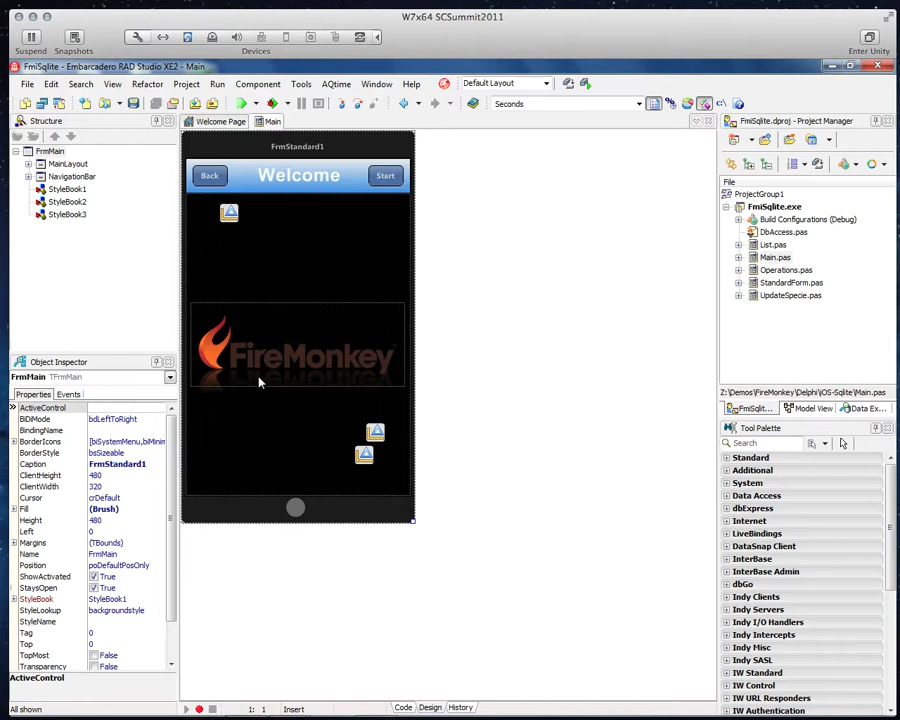 W7x64 SCSummit2011
Suspend Snapshots Devices Enter Unity
FmiSqlite - Embarcadero RAD Studio XE2 - Main
File Edit Search View Refactor Project Run Component Tools AQtime Window Help Default Layout
Seconds
Structure
FrmMain
MainLayout
NavigationBar
StyleBook1
StyleBook2
StyleBook3
Object Inspector
FrmMain TFrmMain
Properties Events
ActiveControl
BiDiMode bdLeftToRight
BindingName
BorderIcons [biSystemMenu,biMinim
BorderStyle bsSizeable
Caption FrmStandard1
ClientHeight 480
ClientWidth 320
Cursor crDefault
Fill (Brush)
Height 480
Left 0
Margins (TBounds)
Name FrmMain
Position poDefaultPosOnly
ShowActivated True
StaysOpen True
StyleBook StyleBook1
StyleLookup backgroundstyle
StyleName
Tag 0
Top 0
TopMost False
Transparency False
ActiveControl
All shown
Welcome Page Main
FrmStandard1
Back Welcome Start
FireMonkey
1: 1 Insert Code Design History
FmiSqlite.dproj - Project Manager
File
ProjectGroup1
FmiSqlite.exe
Build Configurations (Debug)
DbAccess.pas
List.pas
Main.pas
Operations.pas
StandardForm.pas
UpdateSpecie.pas
Z:\Demos\FireMonkey\Delphi\iOS-Sqlite\Main.pas
FmiSqlit... Model View Data Ex...
Tool Palette
Search
Standard
Additional
System
Data Access
dbExpress
Internet
LiveBindings
DataSnap Client
InterBase
InterBase Admin
dbGo
Indy Clients
Indy Servers
Indy I/O Handlers
Indy Intercepts
Indy Misc
Indy SASL
IW Standard
IW Control
IW URL Responders
IW Authentication